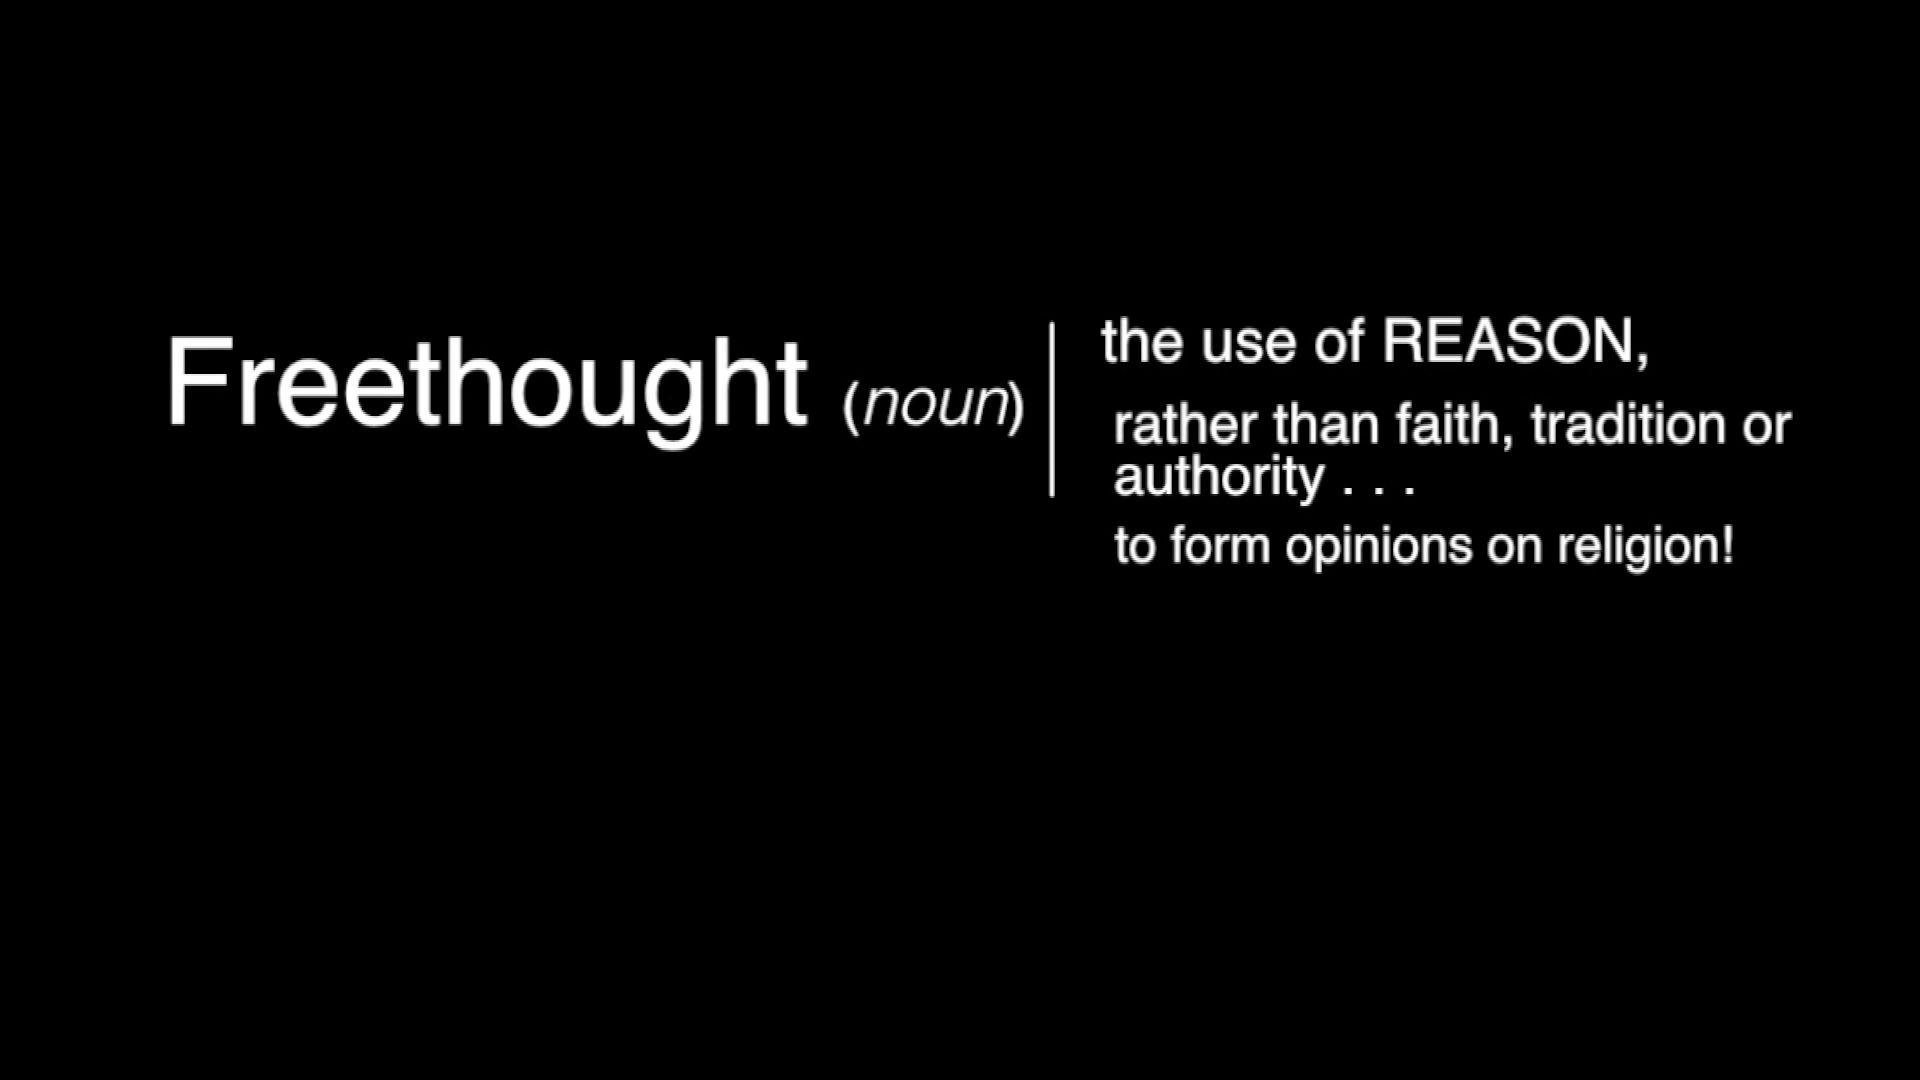 Freethought (noun)
the use of REASON,
rather than faith, tradition or
authority . . .
to form opinions on religion!